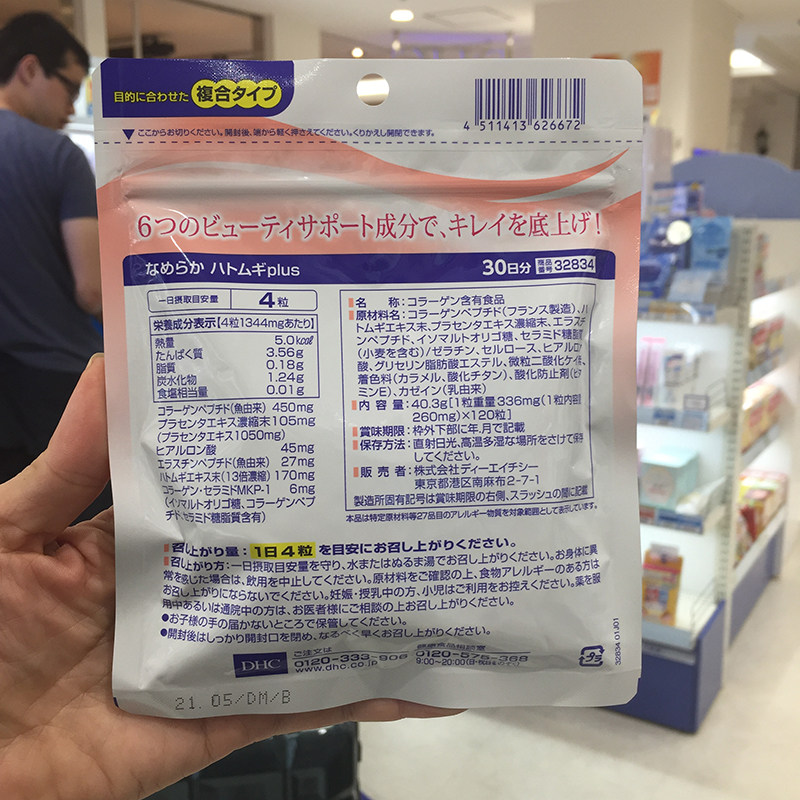 目的に合わせた 複合タイプ
4 511413 626672
▼ここからお切りください。開封後、端から軽く押さえてください。くりかえし開閉できます。
6つのビューティサポート成分で、キレイを底上げ!
なめらか ハトムギplus 30日分 商品番号 32834
一日摂取目安量 4粒
栄養成分表示【4粒1344mgあたり】
熱量 5.0kcal
たんぱく質 3.56g
脂質 0.18g
炭水化物 1.24g
食塩相当量 0.01g
コラーゲンペプチド(魚由来) 450mg
プラセンタエキス濃縮末 105mg
(プラセンタエキス1050mg)
ヒアルロン酸 45mg
エラスチンペプチド(魚由来) 27mg
ハトムギエキス末(13倍濃縮) 170mg
コラーゲン・セラミドMKP-1 6mg
(イソマルトオリゴ糖、コラーゲンペプ
チド、セラミド糖脂質含有)
■名 称:コラーゲン含有食品
■原材料名:コラーゲンペプチド(フランス製造)、ハ
トムギエキス末、プラセンタエキス濃縮末、エラスチ
ンペプチド、イソマルトオリゴ糖、セラミド糖脂質
(小麦を含む)/ゼラチン、セルロース、ヒアルロン
酸、グリセリン脂肪酸エステル、微粒二酸化ケイ素、
着色料(カラメル、酸化チタン)、酸化防止剤(ビタ
ミンE)、カゼイン(乳由来)
■内 容 量:40.3g[1粒重量336mg(1粒内容量
260mg)×120粒]
■賞味期限:枠外下部に年.月で記載
■保存方法:直射日光、高温多湿な場所をさけて保存
してください。
■販 売 者:株式会社ディーエイチシー
東京都港区南麻布2-7-1
製造所固有記号は賞味期限の右側、スラッシュの間に記載
本品は特定原材料等27品目のアレルギー物質を対象範囲として表示しています。
■召し上がり量:1日4粒を目安にお召し上がりください。
■召し上がり方:一日摂取目安量を守り、水またはぬるま湯でお召し上がりください。お身体に異
常を感じた場合は、飲用を中止してください。原材料をご確認の上、食物アレルギーのある方は
お召し上がりにならないでください。妊娠・授乳中の方、小児はご利用をお控えください。薬を服
用中あるいは通院中の方は、お医者様にご相談の上お召し上がりください。
●お子様の手の届かないところで保管してください。
●開封後はしっかり開封口を閉め、なるべく早くお召し上がりください。
DHC ご注文は 0120-333-906 www.dhc.co.jp
健康食品相談室 0120-575-368
9:00~20:00(日・祝日をのぞく)
プラ
32834 01J01
21. 05/DM/B